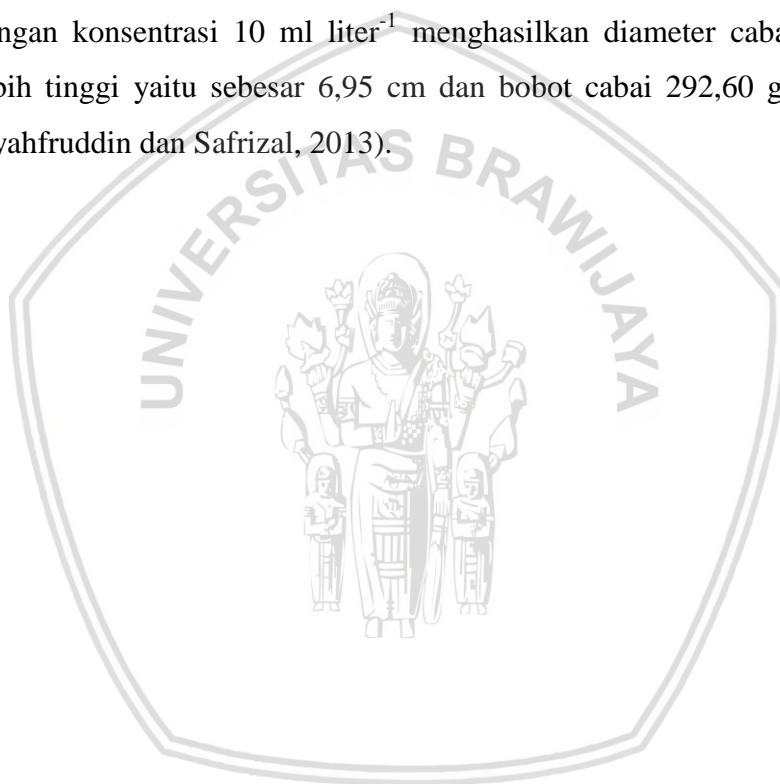 ngan konsentrasi 10 ml liter⁻¹ menghasilkan diameter caba
bih tinggi yaitu sebesar 6,95 cm dan bobot cabai 292,60 g
yahfruddin dan Safrizal, 2013).
UNIVERSITAS BRAWIJAYA